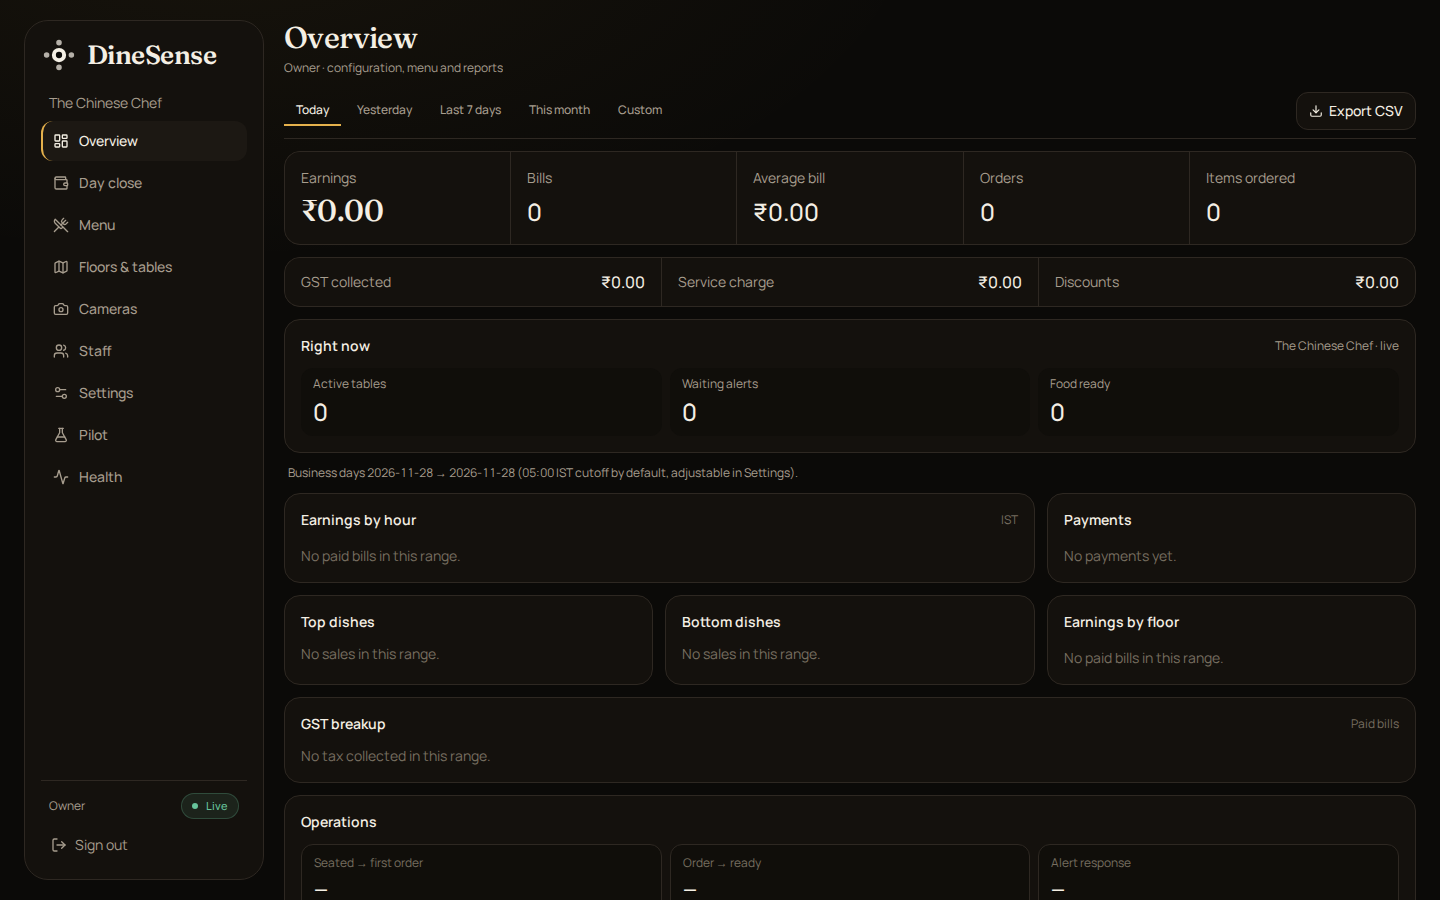 DineSense
The Chinese Chef
Overview
Day close
Menu
Floors & tables
Cameras
Staff
Settings
Pilot
Health
Owner
Live
Sign out
Overview
Owner · configuration, menu and reports
Today Yesterday Last 7 days This month Custom
Export CSV
Earnings Bills Average bill Orders Items ordered
₹0.00 0 ₹0.00 0 0
GST collected ₹0.00 Service charge ₹0.00 Discounts ₹0.00
Right now The Chinese Chef · live
Active tables Waiting alerts Food ready
0 0 0
Business days 2026-11-28 → 2026-11-28 (05:00 IST cutoff by default, adjustable in Settings).
Earnings by hour IST
No paid bills in this range.
Payments
No payments yet.
Top dishes
No sales in this range.
Bottom dishes
No sales in this range.
Earnings by floor
No paid bills in this range.
GST breakup Paid bills
No tax collected in this range.
Operations
Seated → first order Order → ready Alert response
— — —